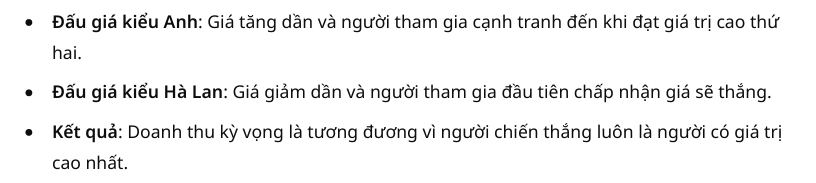 • Đấu giá kiểu Anh: Giá tăng dần và người tham gia cạnh tranh đến khi đạt giá trị cao thứ
hai.
• Đấu giá kiểu Hà Lan: Giá giảm dần và người tham gia đầu tiên chấp nhận giá sẽ thắng.
• Kết quả: Doanh thu kỳ vọng là tương đương vì người chiến thắng luôn là người có giá trị
cao nhất.